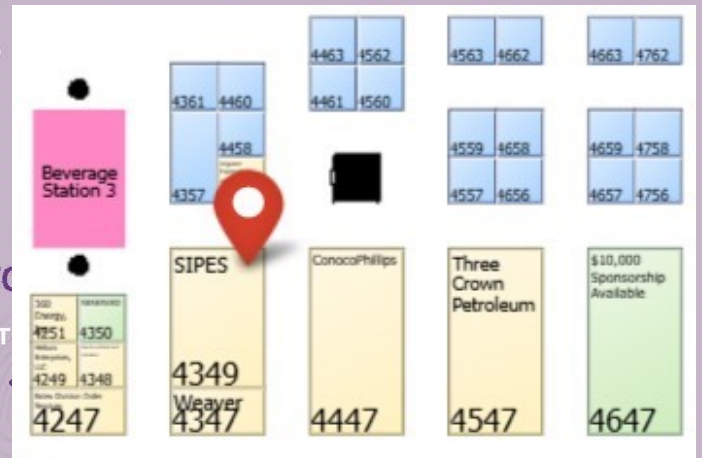 4463 4562
4563 4662
4663 4762
4461 4560
4361 4460
4458
4357
4559 4658
4557 4656
4659 4758
4657 4756
Beverage
Station 3
SIPES
4349
Weaver
4347
ConocoPhillips
4447
Three
Crown
Petroleum
4547
$10,000
Sponsorship
Available
4647
360
Energy,
4251 4350
LLC
4249 4348
4247